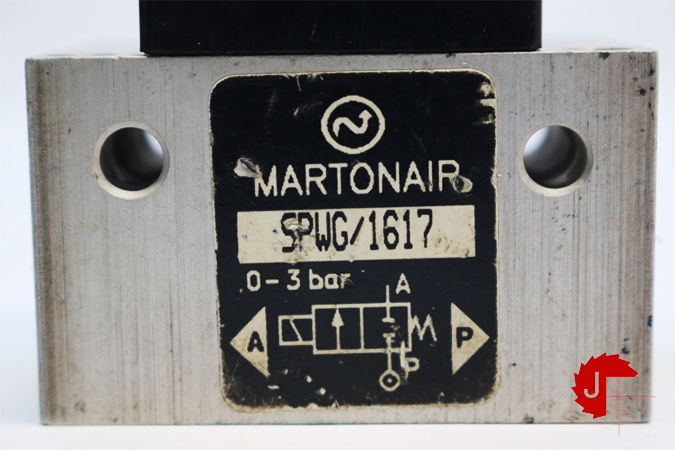 MARTONAIR
SPWG/1617
0-3 bar
A
A
P
P
J